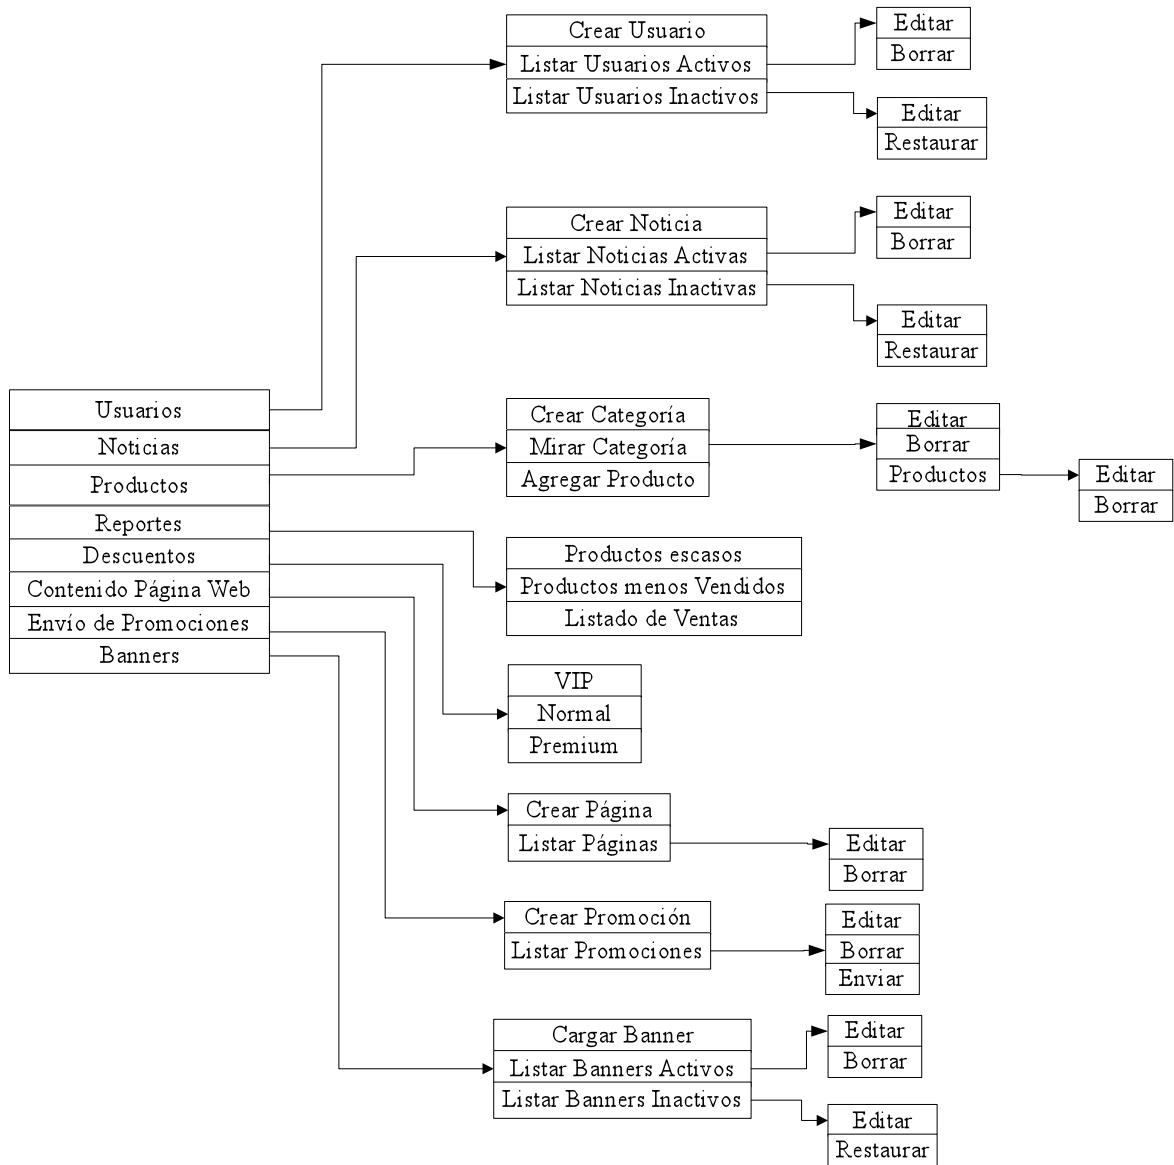 Crear Usuario
Listar Usuarios Activos
Listar Usuarios Inactivos
Editar
Borrar
Editar
Restaurar
Crear Noticia
Listar Noticias Activas
Listar Noticias Inactivas
Editar
Borrar
Editar
Restaurar
Usuarios
Noticias
Productos
Reportes
Descuentos
Contenido Página Web
Envío de Promociones
Banners
Crear Categoría
Mirar Categoría
Agregar Producto
Editar
Borrar
Productos
Editar
Borrar
Productos escasos
Productos menos Vendidos
Listado de Ventas
VIP
Normal
Premium
Crear Página
Listar Páginas
Editar
Borrar
Crear Promoción
Listar Promociones
Editar
Borrar
Enviar
Cargar Banner
Listar Banners Activos
Listar Banners Inactivos
Editar
Borrar
Editar
Restaurar